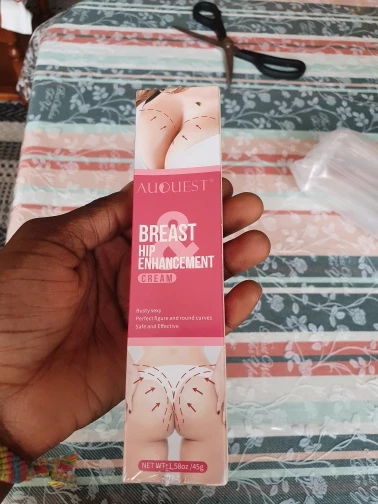 AUQUEST™
BREAST
&
HIP
ENHANCEMENT
CREAM
Busty sexy
Perfect figure and round curves
Safe and Effective
NET WT:1.58oz/45g